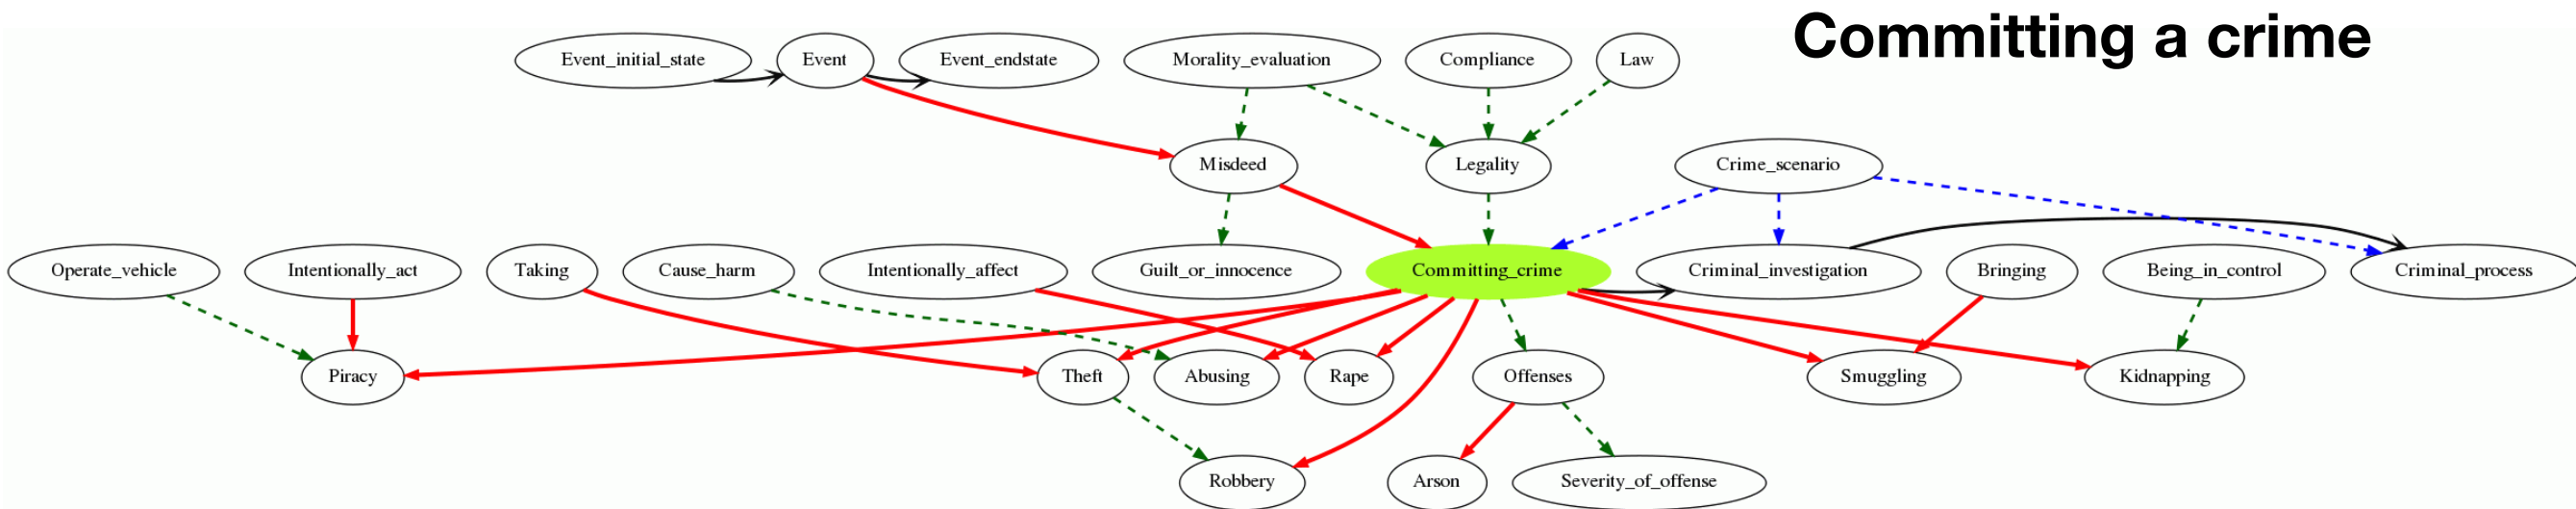 Committing a crime
Event_initial_state
Event
Event_endstate
Morality_evaluation
Compliance
Law
Misdeed
Legality
Crime_scenario
Operate_vehicle
Intentionally_act
Taking
Cause_harm
Intentionally_affect
Guilt_or_innocence
Committing_crime
Criminal_investigation
Bringing
Being_in_control
Criminal_process
Piracy
Theft
Abusing
Rape
Offenses
Smuggling
Kidnapping
Robbery
Arson
Severity_of_offense